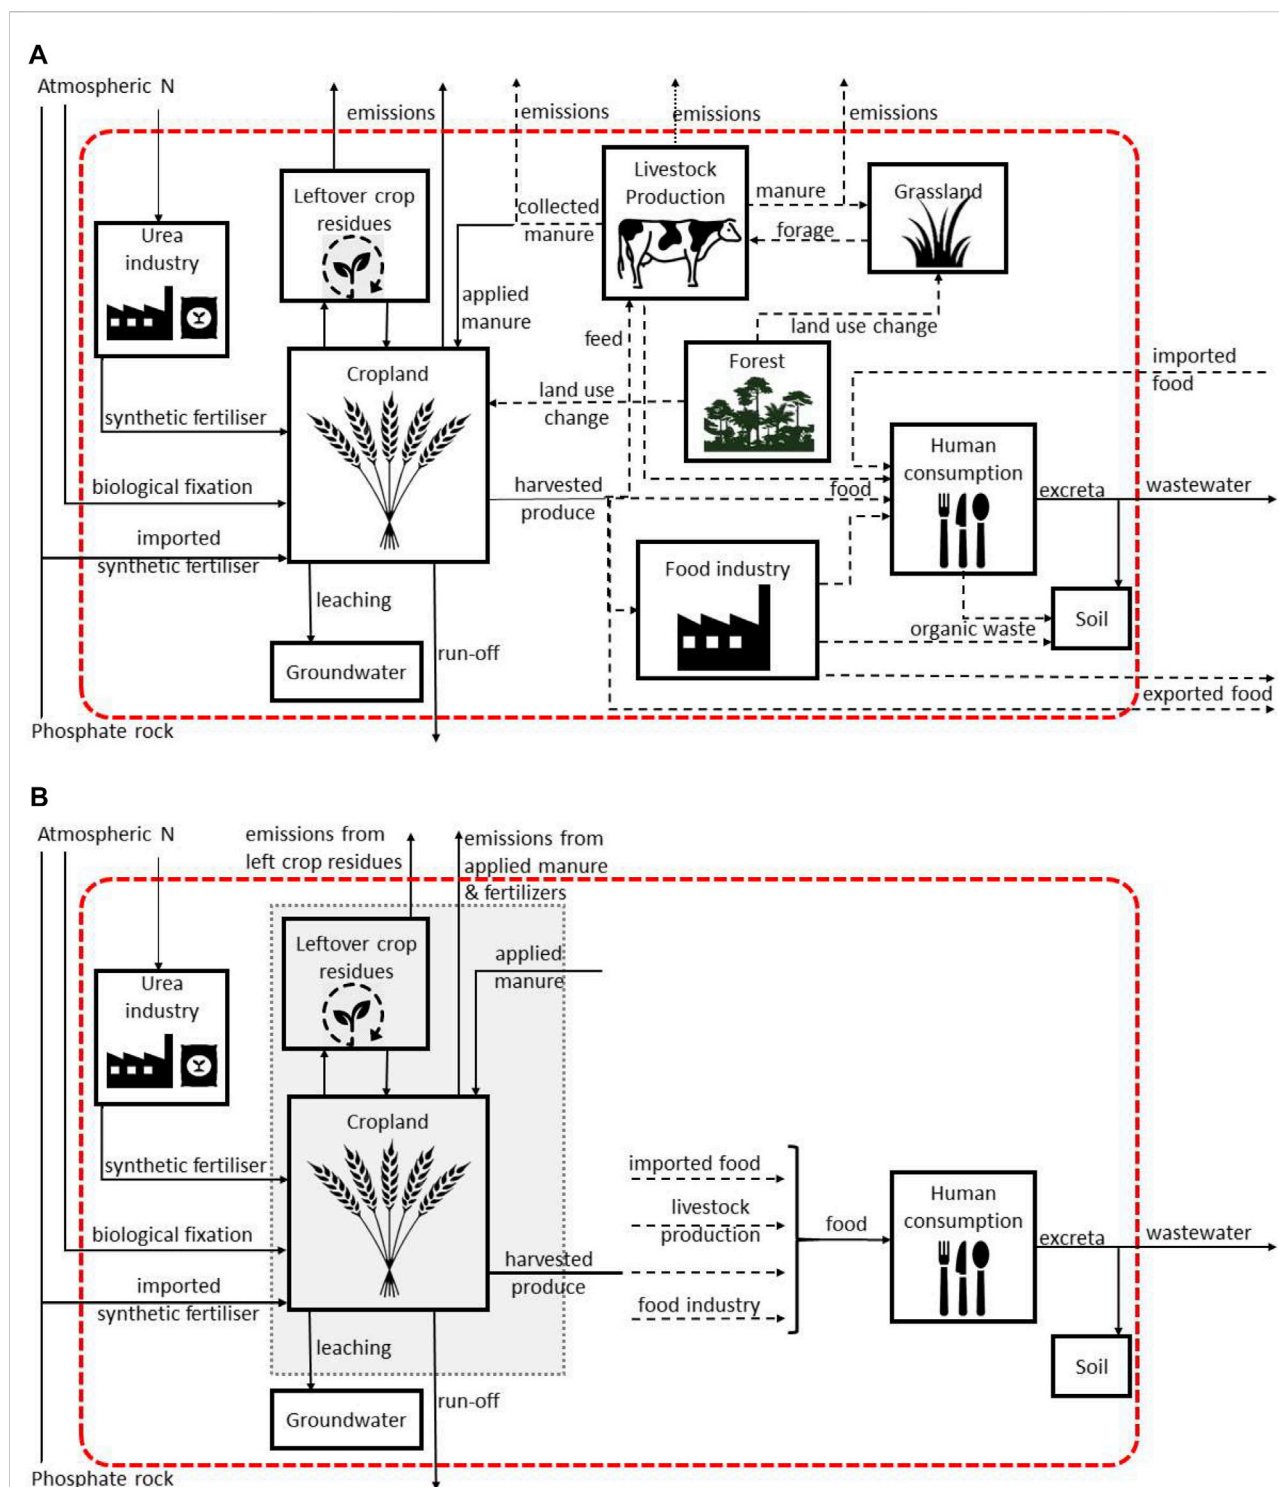 A
Atmospheric N
emissions
emissions
emissions
emissions
Leftover crop
residues
Livestock
Production
manure
Grassland
forage
collected
manure
Urea
industry
applied
manure
feed
land use change
Forest
Cropland
land use
change
imported
food
synthetic fertiliser
Human
consumption
biological fixation
harvested
produce
food
excreta
wastewater
imported
synthetic fertiliser
Food industry
leaching
organic waste
Soil
run-off
Groundwater
exported food
Phosphate rock
B
Atmospheric N
emissions from
left crop residues
emissions from
applied manure
& fertilizers
Leftover crop
residues
applied
manure
Urea
industry
Cropland
synthetic fertiliser
imported food
Human
consumption
livestock
production
food
biological fixation
harvested
produce
excreta
wastewater
imported
synthetic fertiliser
food industry
leaching
Soil
run-off
Groundwater
Phosphate rock